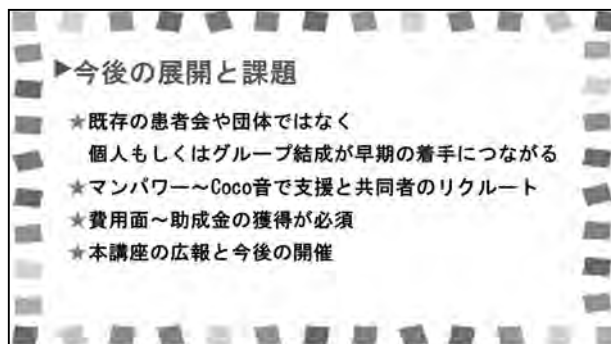 ▶今後の展開と課題
★既存の患者会や団体ではなく
個人もしくはグループ結成が早期の着手につながる
★マンパワー～Coco音で支援と共同者のリクルート
★費用面～助成金の獲得が必須
★本講座の広報と今後の開催